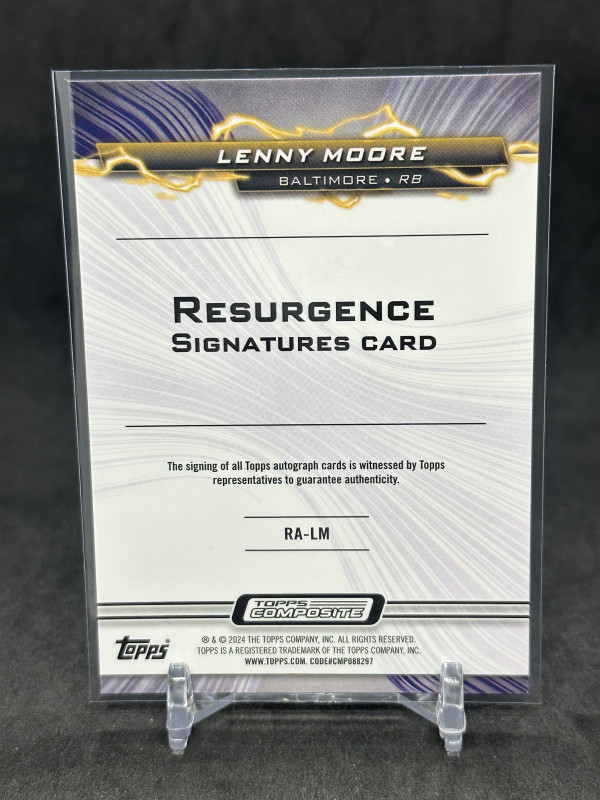 LENNY MOORE
BALTIMORE • RB
RESURGENCE
SIGNATURES CARD
The signing of all Topps autograph cards is witnessed by Topps
representatives to guarantee authenticity.
RA-LM
TOPPS
COMPOSITE
topps®
® & © 2024 THE TOPPS COMPANY, INC. ALL RIGHTS RESERVED.
TOPPS IS A REGISTERED TRADEMARK OF THE TOPPS COMPANY, INC.
WWW.TOPPS.COM. CODE#CMP088297